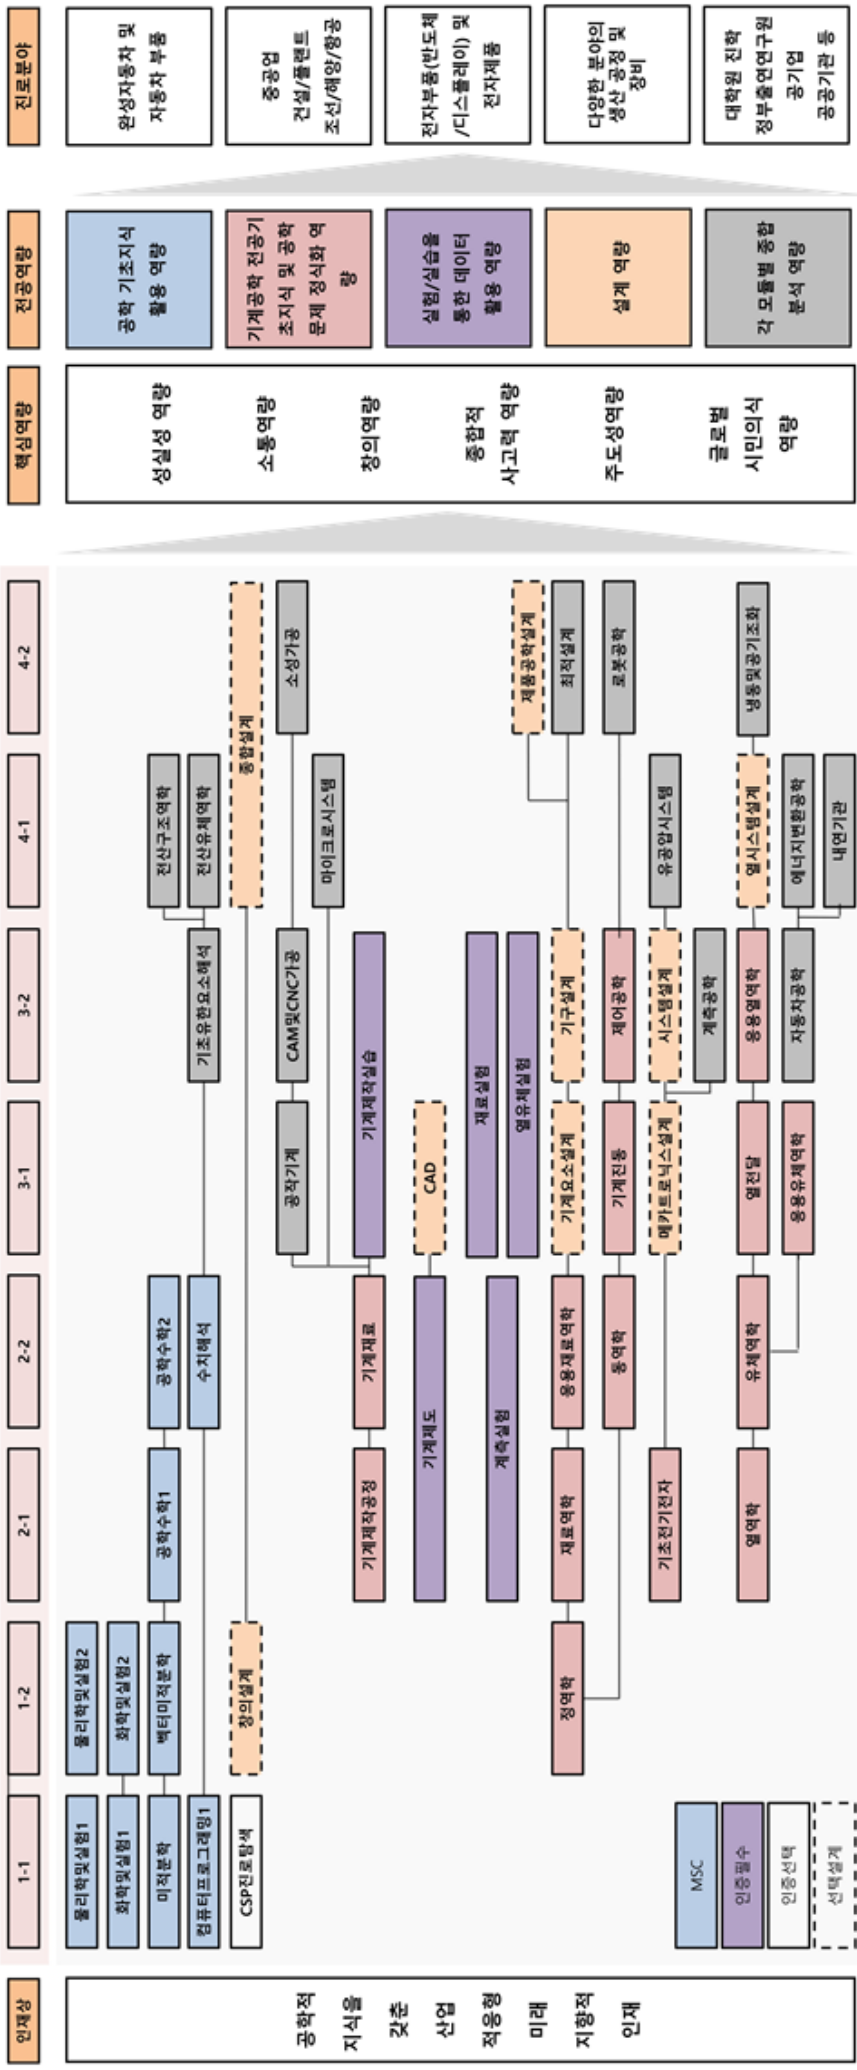 인재상
1-1
1-2
2-1
2-2
3-1
3-2
4-1
4-2
핵심역량
전공역량
진로분야
공학적
지식을
갖춘
산업
적응형
미래
지향적
인재
물리학및실험1
물리학및실험2
화학및실험1
화학및실험2
미적분학
벡터미적분학
공학수학1
공학수학2
전산구조역학
컴퓨터프로그래밍1
수치해석
기초유한요소해석
전산유체역학
CSP진로탐색
창의설계
종합설계
공작기계
CAM및CNC가공
소성가공
마이크로시스템
기계제작공정
기계재료
기계제작실습
기계제도
CAD
재료실험
계측실험
열유체실험
제품공학설계
정역학
재료역학
응용재료역학
기계요소설계
기구설계
최적설계
동역학
기계진동
제어공학
로봇공학
기초전기전자
메카트로닉스설계
시스템설계
유공압시스템
계측공학
열역학
유체역학
열전달
응용열역학
열시스템설계
냉동및공기조화
응용유체역학
자동차공학
에너지변환공학
내연기관
MSC
인증필수
인증선택
선택설계
성실성 역량
소통역량
창의역량
종합적
사고력 역량
주도성역량
글로벌
시민의식
역량
공학 기초지식
활용 역량
기계공학 전공기
초지식 및 공학
문제 정식화 역
량
실험/실습을
통한 데이터
활용 역량
설계 역량
각 모듈별 종합
분석 역량
완성자동차 및
자동차 부품
중공업
건설/플랜트
조선/해양/항공
전자부품(반도체
/디스플레이) 및
전자제품
다양한 분야의
생산 공정 및
장비
대학원 진학
정부출연연구원
공기업
공공기관 등